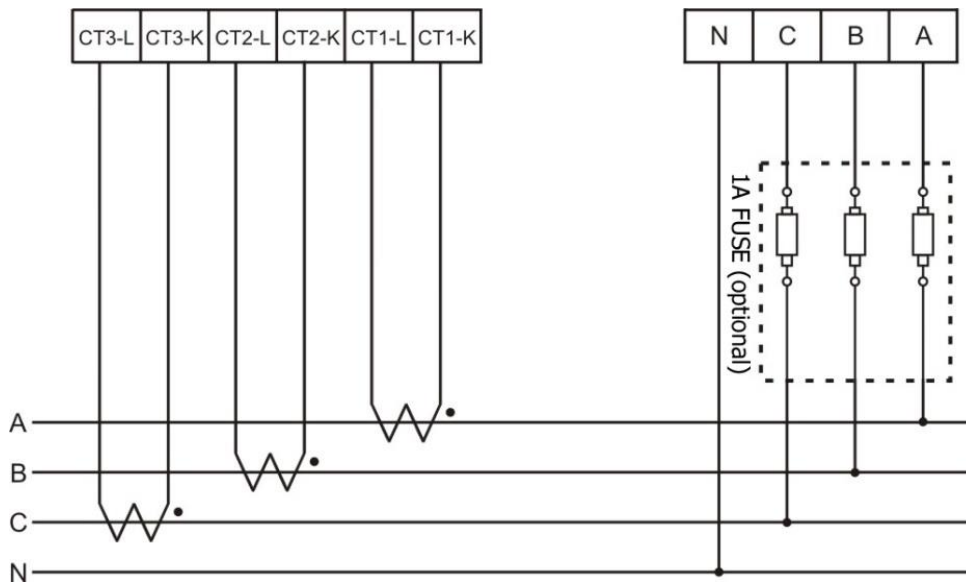 CT3-L CT3-K CT2-L CT2-K CT1-L CT1-K
N C B A
1A FUSE (optional)
A
B
C
N